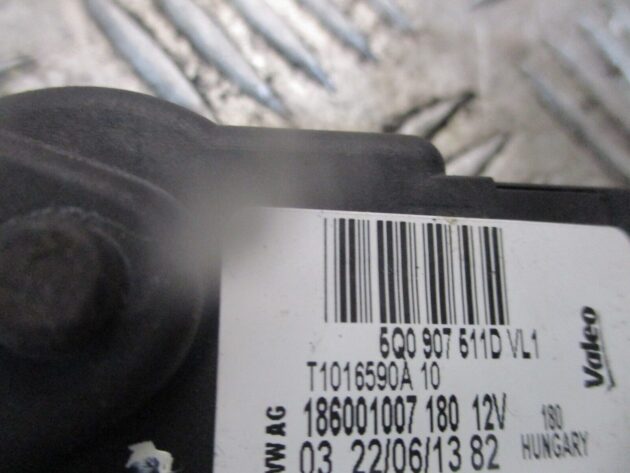 5Q0 907 511D VL1
T1016590A 10
186001007 180 12V
03 22/06/13 82
VW AG
180
HUNGARY
Valeo